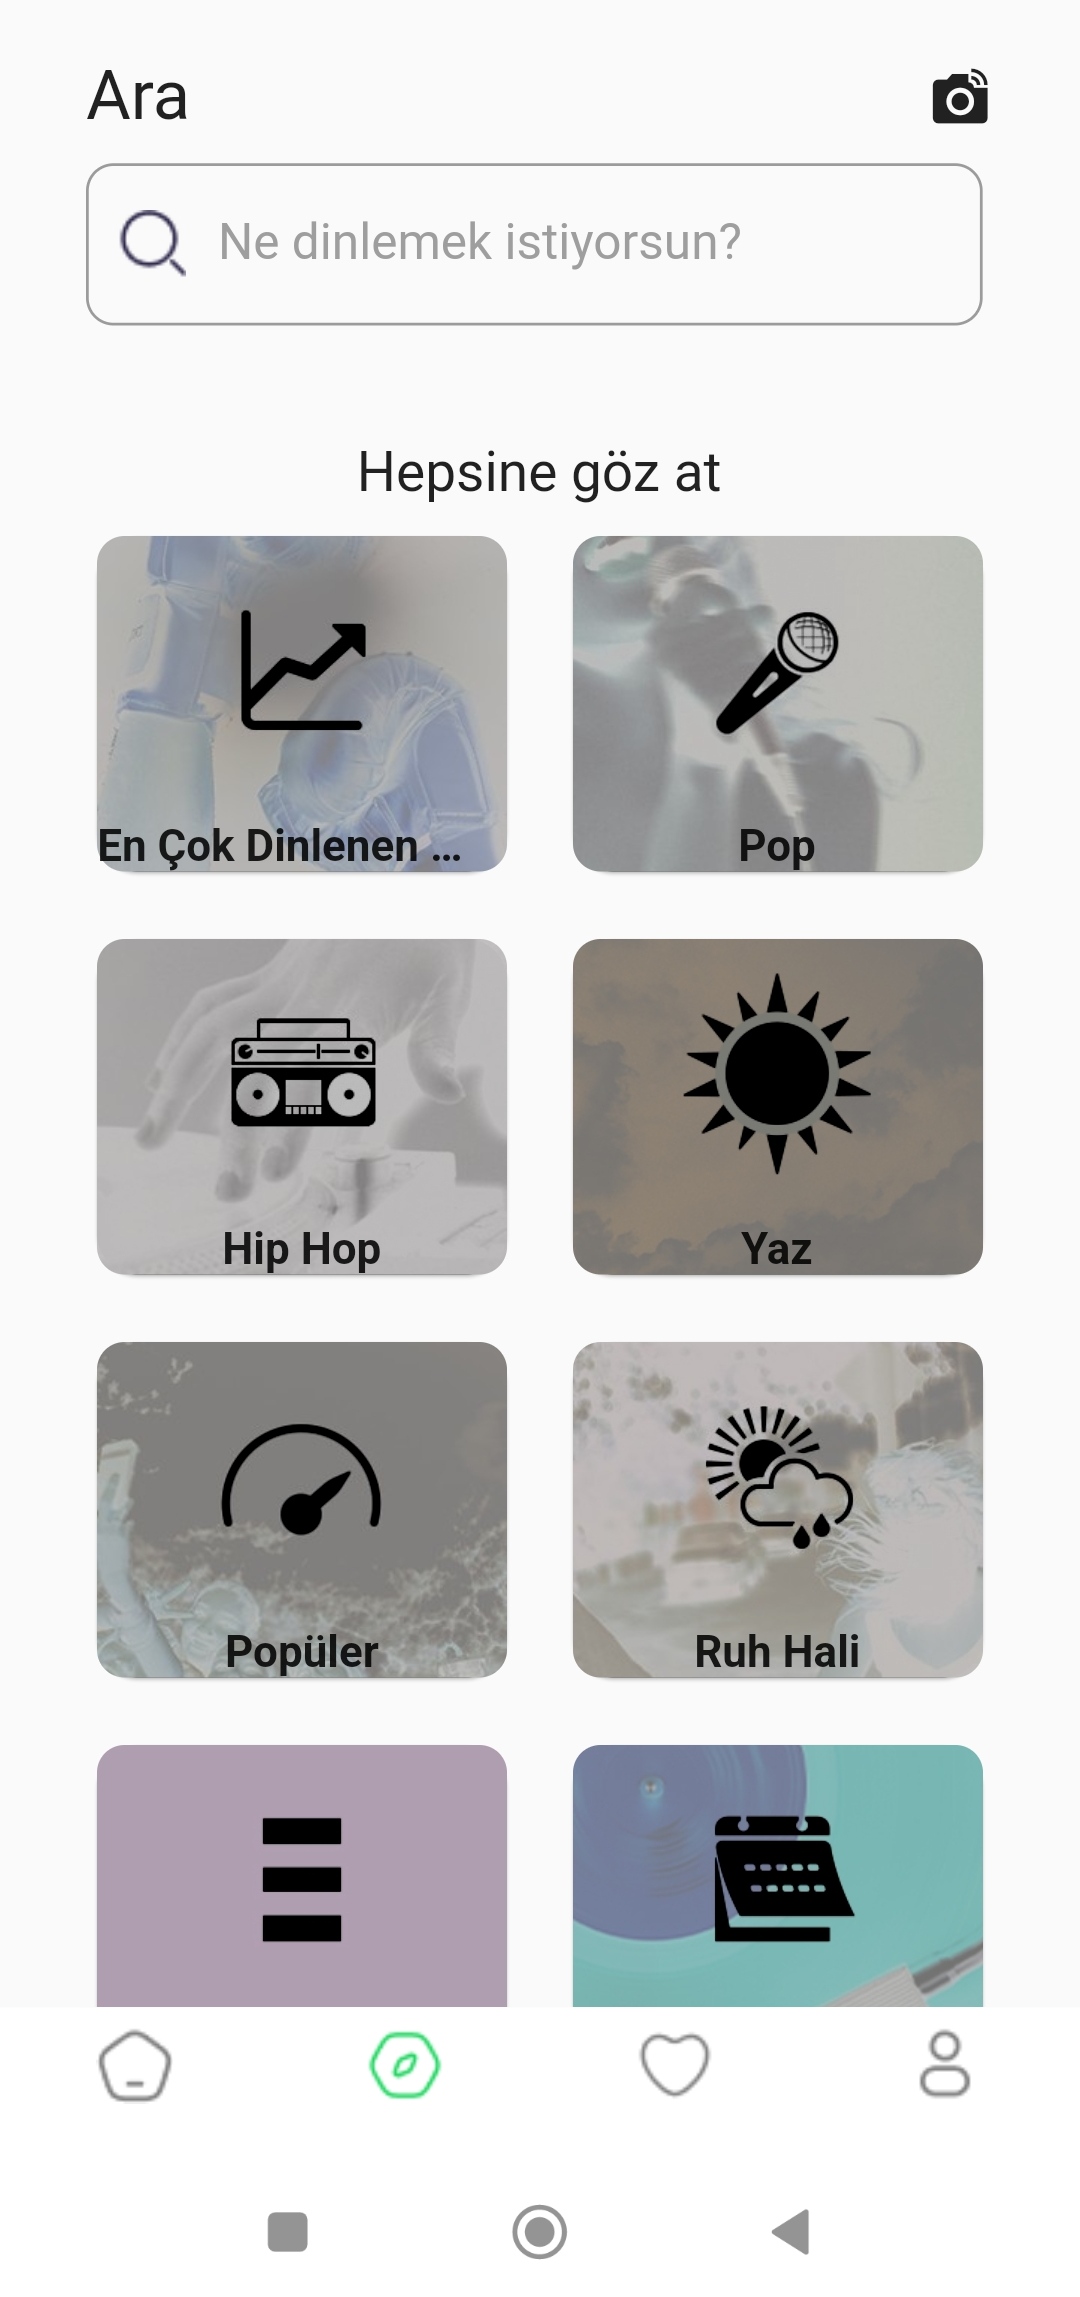 Ara
Ne dinlemek istiyorsun?
Hepsine göz at
En Çok Dinlenen ...
Pop
Hip Hop
Yaz
Popüler
Ruh Hali